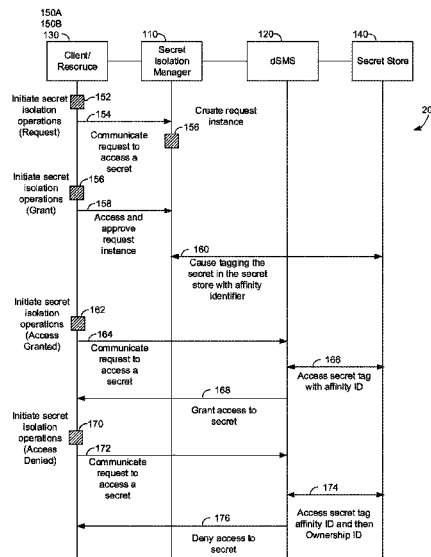 150A
150B
130
110
120
140
Client/
Rescruce
Secret
Isolation
Manager
dSMS
Secret Store
Initiate secret
isolation
operations
(Request)
152
154
Communicate
request to
access a
secret
Create request
instance
156
20
Initiate secret
isolation
operations
(Grant)
156
158
Access and
approve
request
instance
160
Cause tagging the
secret in the secret
store with affinity
identifier
Initiate secret
isolation
operations
(Access
Granted)
162
164
Communicate
request to
access a
secret
166
Access secret tag
with affinity ID
168
Grant access to
secret
Initiate secret
isolation
operations
(Access
Denied)
170
172
Communicate
request to
access a
secret
174
Access secret tag
affinity ID and then
Ownership ID
176
Deny access to
secret